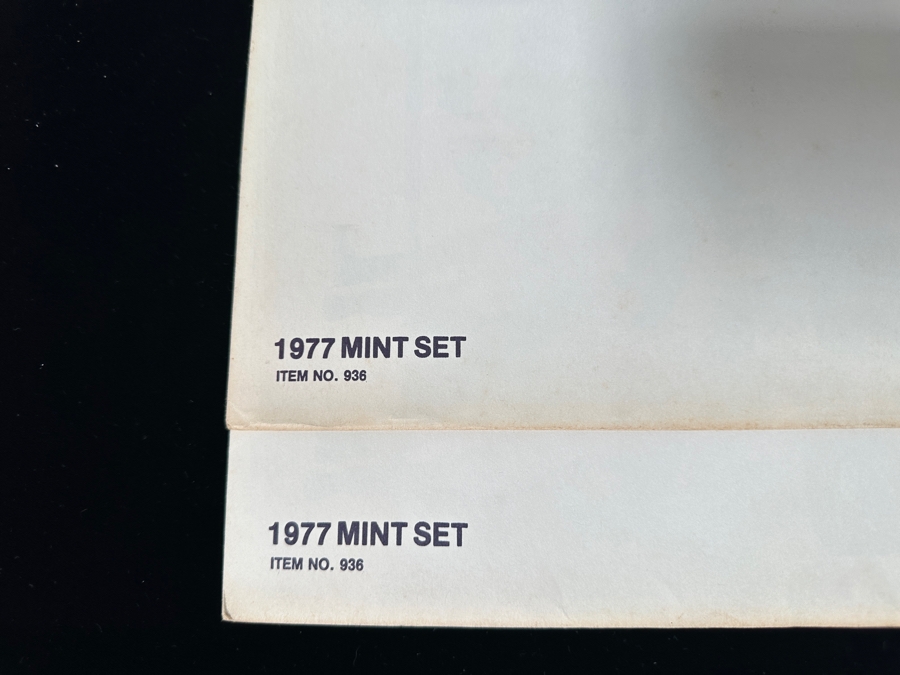 1977 MINT SET
ITEM NO. 936
1977 MINT SET
ITEM NO. 936